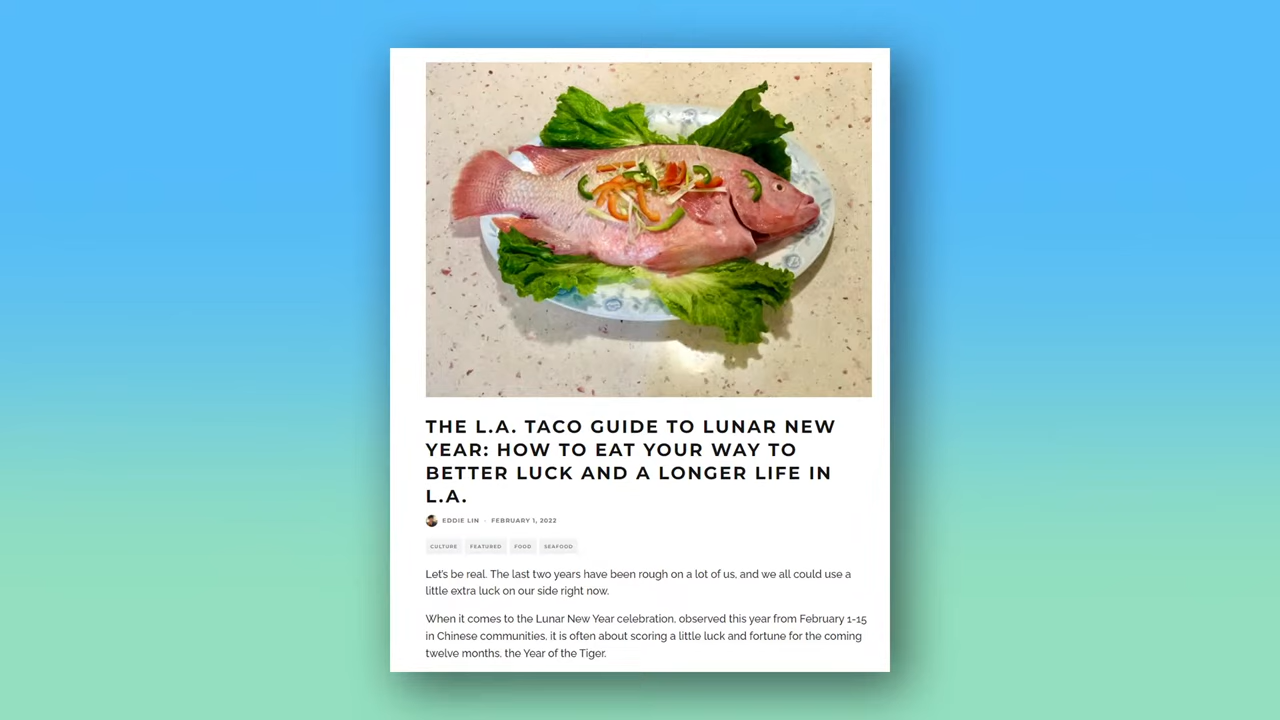 THE L.A. TACO GUIDE TO LUNAR NEW
YEAR: HOW TO EAT YOUR WAY TO
BETTER LUCK AND A LONGER LIFE IN
L.A.
EDDIE LIN - FEBRUARY 1, 2022
CULTURE FEATURED FOOD SEAFOOD
Let's be real. The last two years have been rough on a lot of us, and we all could use a
little extra luck on our side right now.
When it comes to the Lunar New Year celebration, observed this year from February 1-15
in Chinese communities, it is often about scoring a little luck and fortune for the coming
twelve months, the Year of the Tiger.